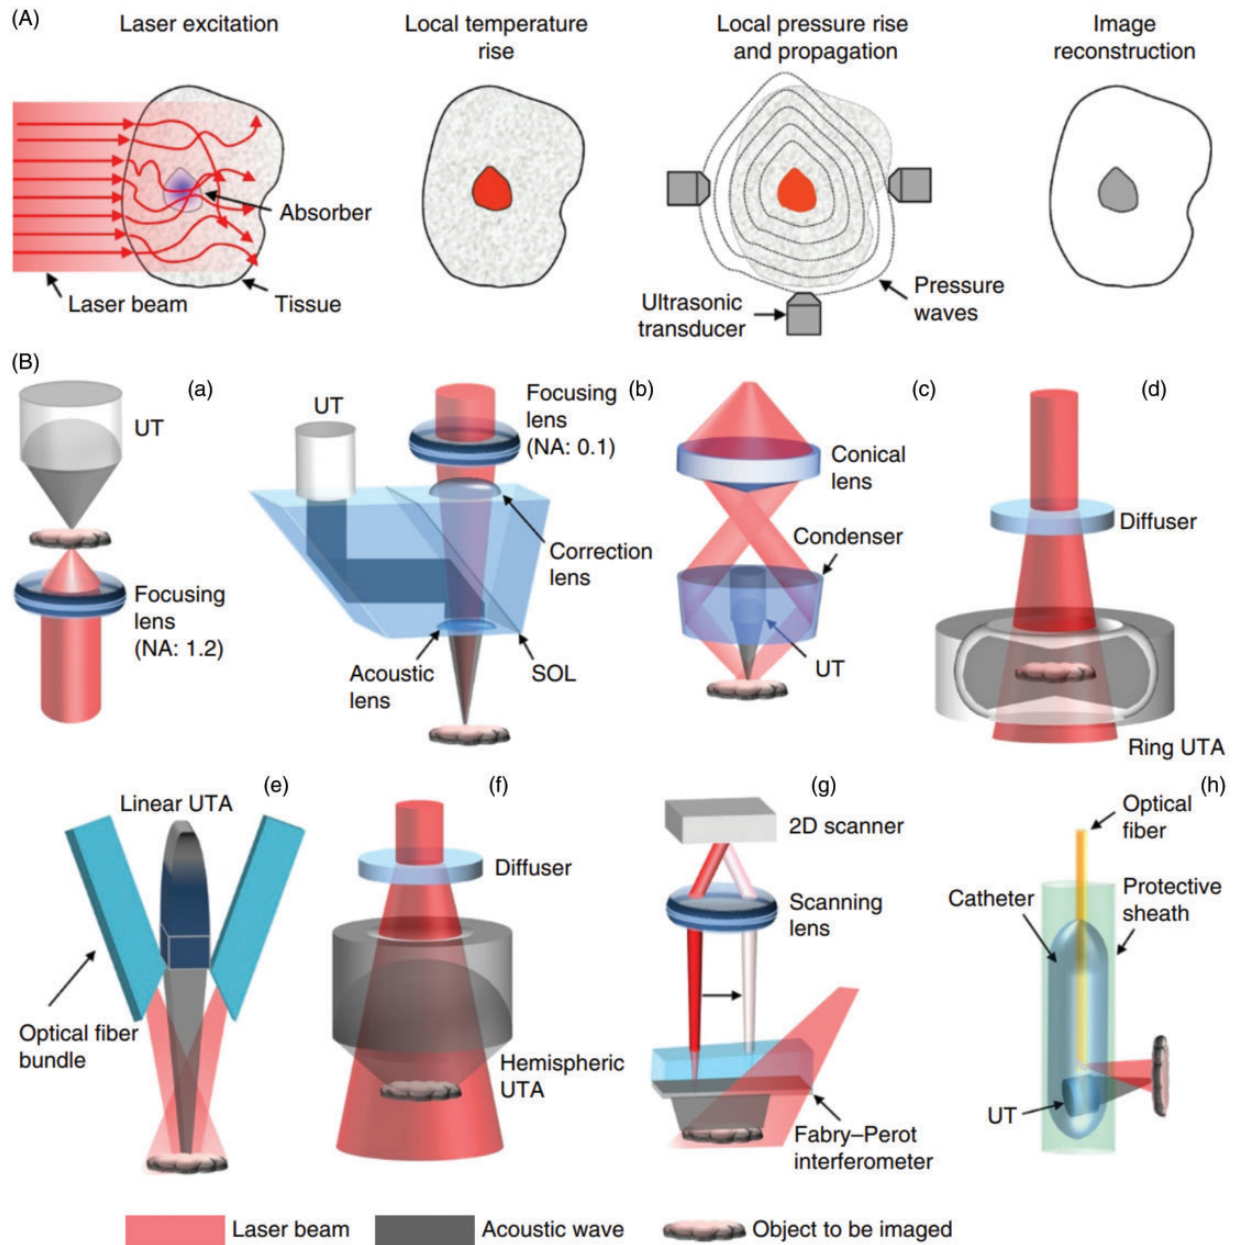 (A)
Laser excitation
Local temperature
rise
Local pressure rise
and propagation
Image
reconstruction
Absorber
Laser beam
Tissue
Ultrasonic
transducer
Pressure
waves
(B)
(a)
UT
Focusing
lens
(NA: 1.2)
(b)
UT
Focusing
lens
(NA: 0.1)
Correction
lens
Acoustic
lens
SOL
(c)
Conical
lens
Condenser
UT
(d)
Diffuser
Ring UTA
(e)
Linear UTA
Optical fiber
bundle
(f)
Diffuser
Hemispheric
UTA
(g)
2D scanner
Scanning
lens
Fabry–Perot
interferometer
(h)
Optical
fiber
Catheter
Protective
sheath
UT
Laser beam
Acoustic wave
Object to be imaged